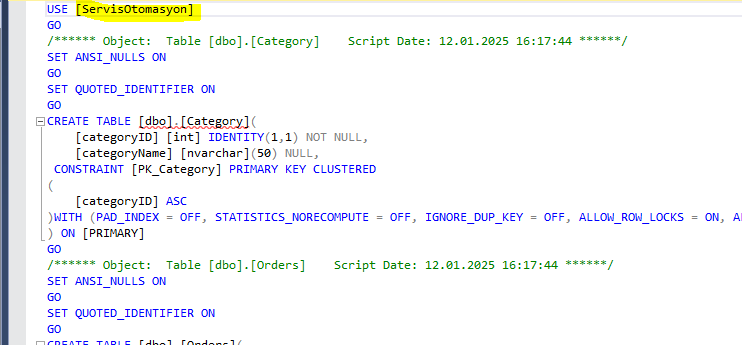 USE [ServisOtomasyon]
GO
/****** Object:  Table [dbo].[Category]    Script Date: 12.01.2025 16:17:44 ******/
SET ANSI_NULLS ON
GO
SET QUOTED_IDENTIFIER ON
GO
CREATE TABLE [dbo].[Category](
    [categoryID] [int] IDENTITY(1,1) NOT NULL,
    [categoryName] [nvarchar](50) NULL,
 CONSTRAINT [PK_Category] PRIMARY KEY CLUSTERED
(
    [categoryID] ASC
)WITH (PAD_INDEX = OFF, STATISTICS_NORECOMPUTE = OFF, IGNORE_DUP_KEY = OFF, ALLOW_ROW_LOCKS = ON,
) ON [PRIMARY]
GO
/****** Object:  Table [dbo].[Orders]    Script Date: 12.01.2025 16:17:44 ******/
SET ANSI_NULLS ON
GO
SET QUOTED_IDENTIFIER ON
GO
CREATE TABLE [dbo].[Orders](